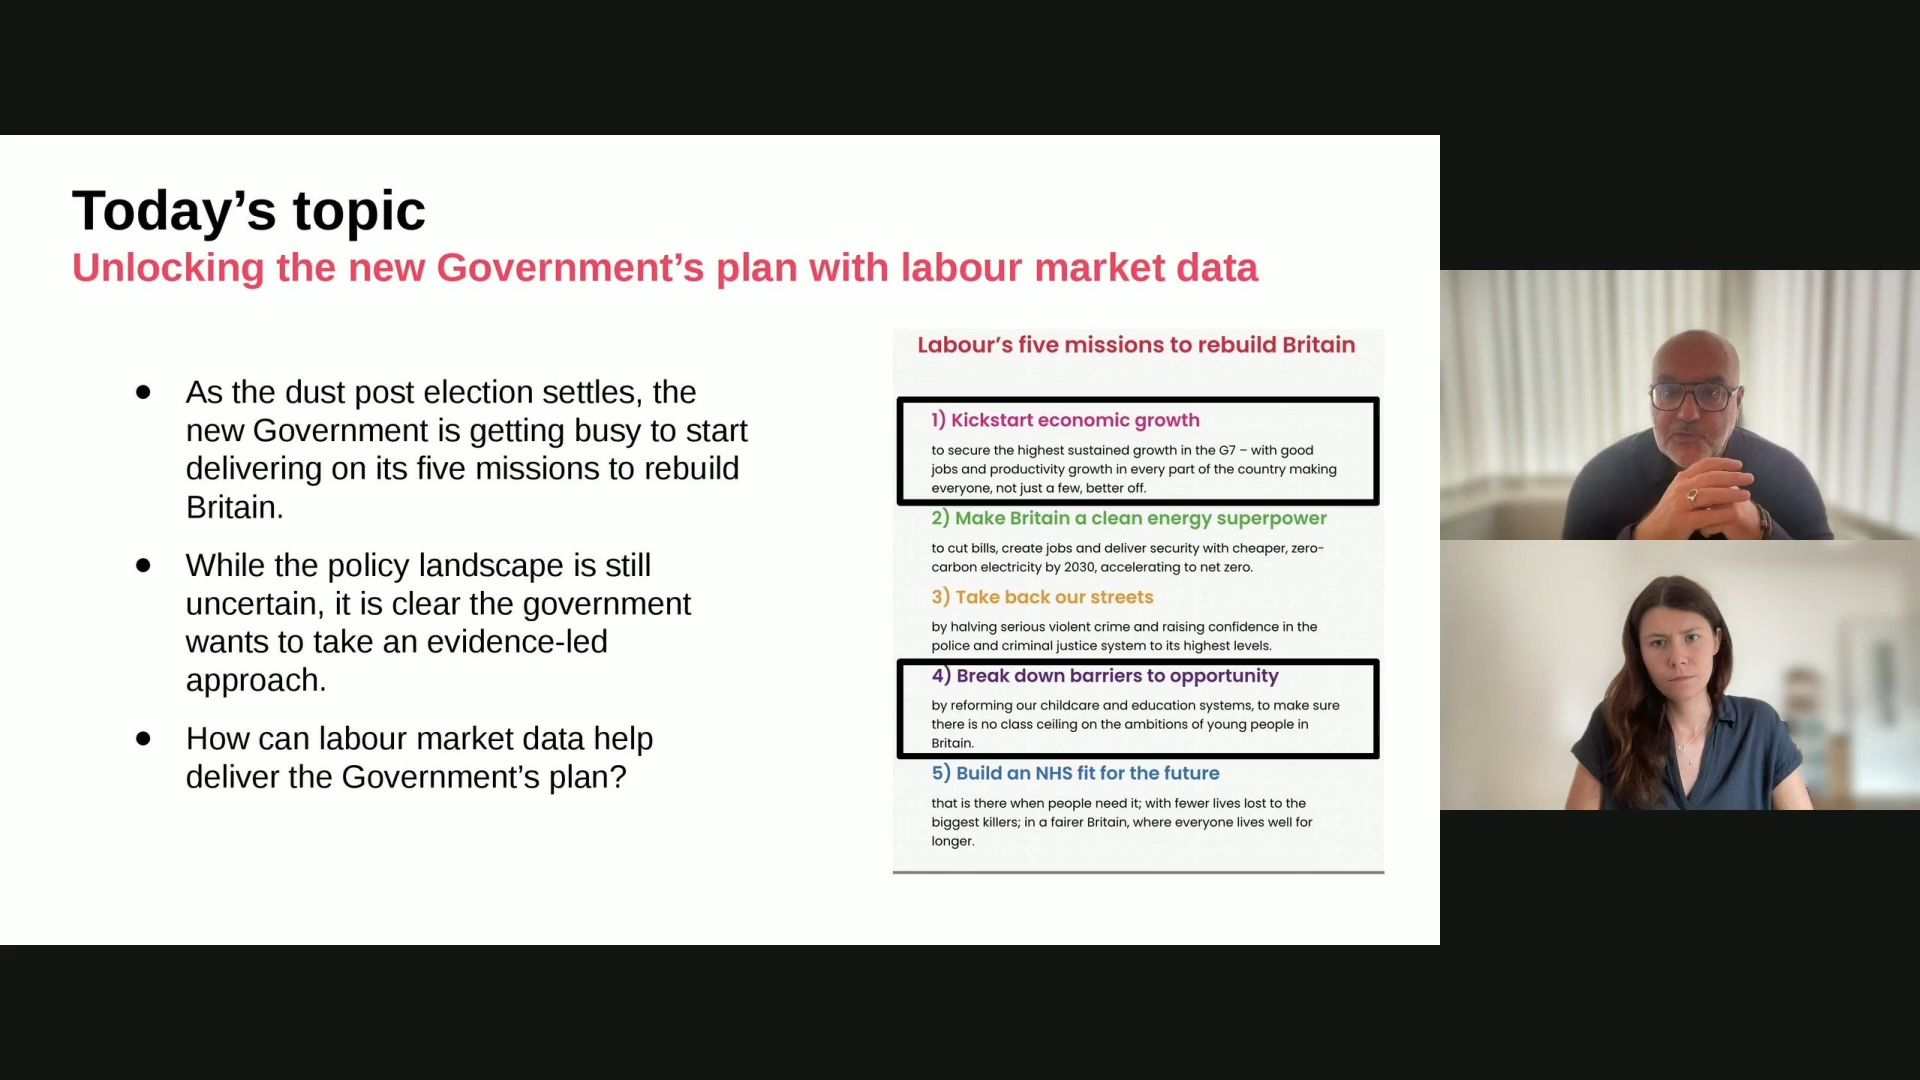 Today’s topic
Unlocking the new Government’s plan with labour market data
● As the dust post election settles, the
new Government is getting busy to start
delivering on its five missions to rebuild
Britain.
● While the policy landscape is still
uncertain, it is clear the government
wants to take an evidence-led
approach.
● How can labour market data help
deliver the Government’s plan?
Labour’s five missions to rebuild Britain
1) Kickstart economic growth
to secure the highest sustained growth in the G7 – with good
jobs and productivity growth in every part of the country making
everyone, not just a few, better off.
2) Make Britain a clean energy superpower
to cut bills, create jobs and deliver security with cheaper, zero-
carbon electricity by 2030, accelerating to net zero.
3) Take back our streets
by halving serious violent crime and raising confidence in the
police and criminal justice system to its highest levels.
4) Break down barriers to opportunity
by reforming our childcare and education systems, to make sure
there is no class ceiling on the ambitions of young people in
Britain.
5) Build an NHS fit for the future
that is there when people need it; with fewer lives lost to the
biggest killers; in a fairer Britain, where everyone lives well for
longer.